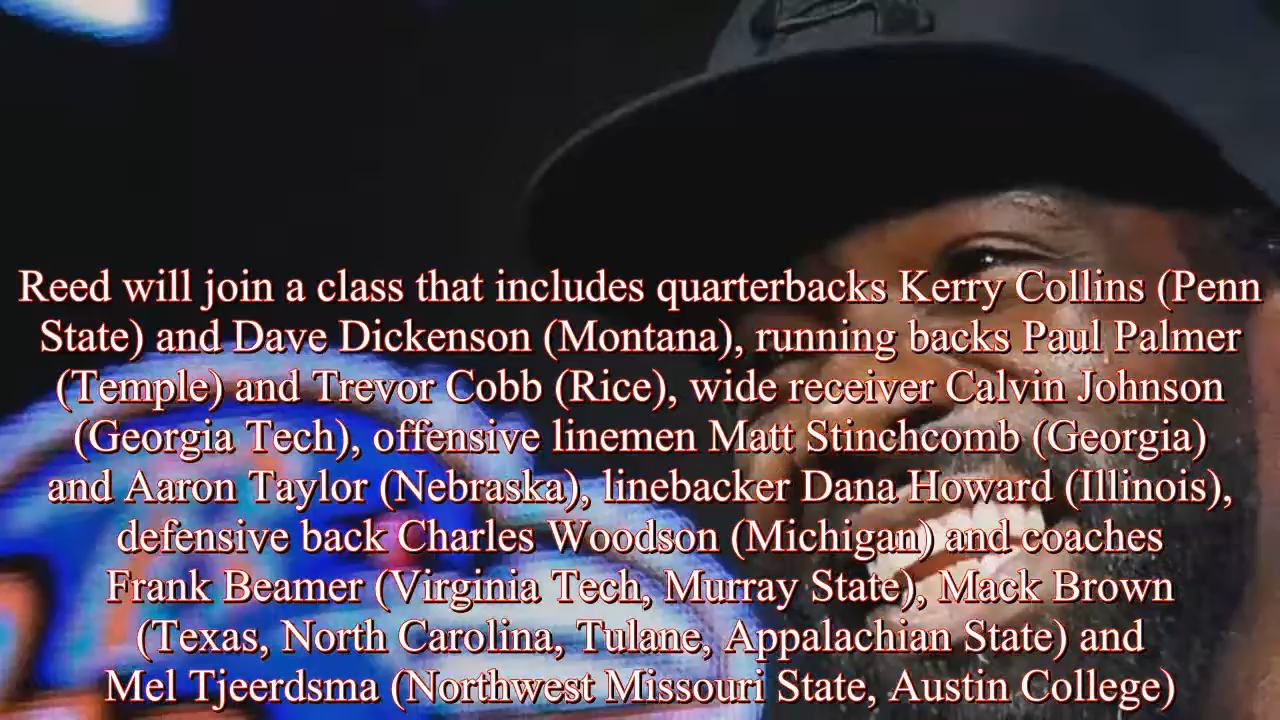 Reed will join a class that includes quarterbacks Kerry Collins (Penn
State) and Dave Dickenson (Montana), running backs Paul Palmer
(Temple) and Trevor Cobb (Rice), wide receiver Calvin Johnson
(Georgia Tech), offensive linemen Matt Stinchcomb (Georgia)
and Aaron Taylor (Nebraska), linebacker Dana Howard (Illinois),
defensive back Charles Woodson (Michigan) and coaches
Frank Beamer (Virginia Tech, Murray State), Mack Brown
(Texas, North Carolina, Tulane, Appalachian State) and
Mel Tjeerdsma (Northwest Missouri State, Austin College)